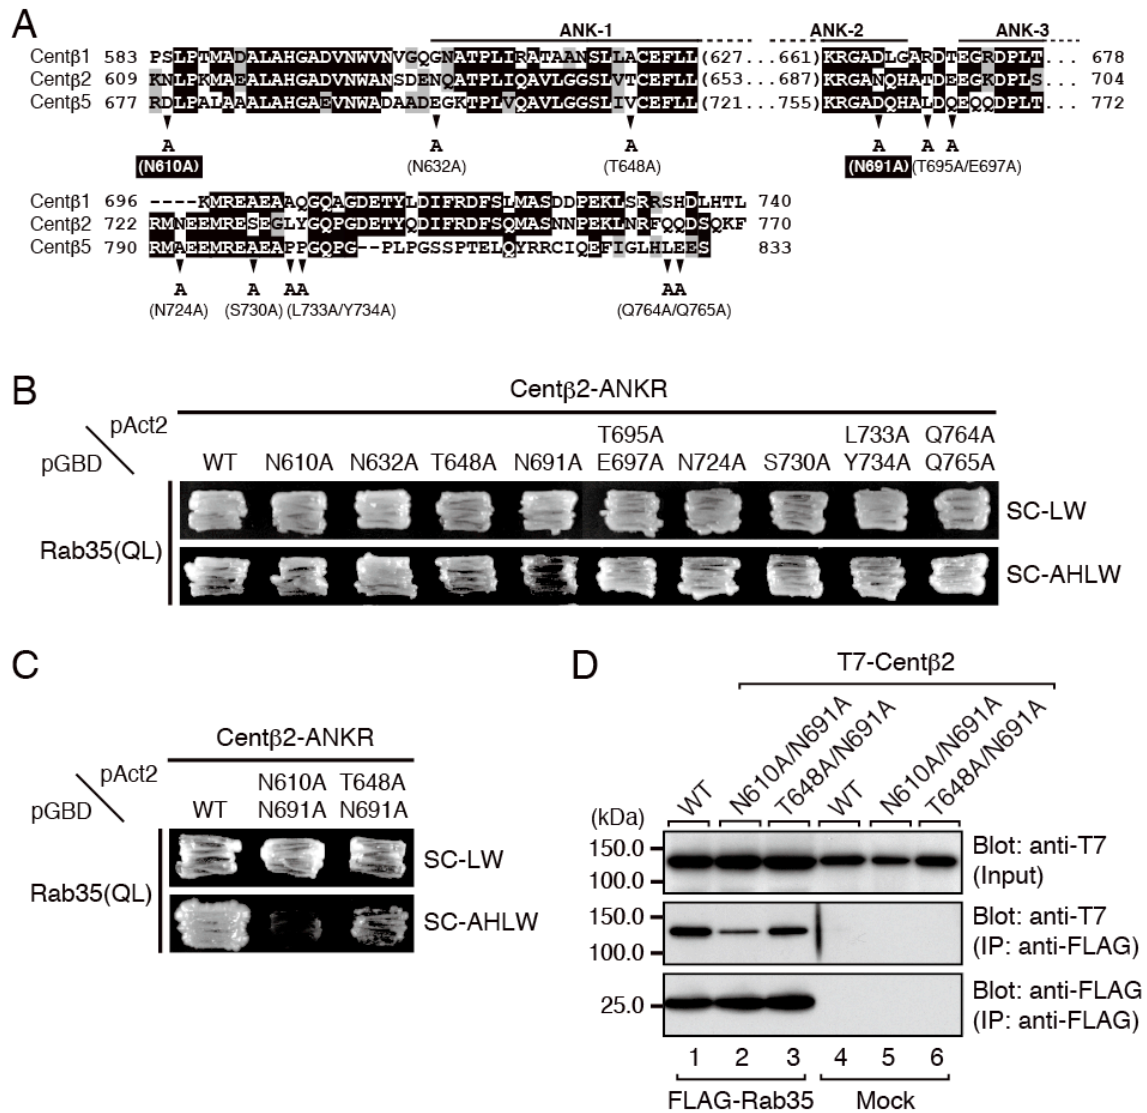 A
ANK-1 ANK-2 ANK-3
Centβ1 583 PSLPTMADALAHGADVNWVNVGQGNATPLIRATAANSLLACEFLL(627...661)KRGADLGARDTEGRDPLT... 678
Centβ2 609 KNLPKMAEALAHGADVNWANSDENQATPLIQAVLGGSLVTCEFLL(653...687)KRGANQHATDTEGRDPLS... 704
Centβ5 677 RDLPALAAALAHGAEVNWADAADEGKTPLVQAVLGGSLIVCEFLL(721...755)KRGADQHALDQEQQDPLT.... 772
A A A A A A
(N610A) (N632A) (T648A) (N691A) (T695A/E697A)
Centβ1 696 ----KMREAEAAQGQAGDETYLDIFRDFSLMASDDPEKLSRRSHDLHTL 740
Centβ2 722 RMNEEMRESEGLYGQPGDETYQDIFRDFSQMASNNPEKLNRFQQDSQKF 770
Centβ5 790 RMAEEMREAEAPPGQPG--PLPGSSPTELQYRRCIQEFIGLHLEES 833
A A AA AA
(N724A) (S730A) (L733A/Y734A) (Q764A/Q765A)
B
Centβ2-ANKR
pAct2
pGBD
T695A L733A Q764A
WT N610A N632A T648A N691A E697A N724A S730A Y734A Q765A
Rab35(QL)
SC-LW
SC-AHLW
C
Centβ2-ANKR
pAct2
pGBD
N610A T648A
WT N691A N691A
Rab35(QL)
SC-LW
SC-AHLW
D
T7-Centβ2
WT N610A/N691A T648A/N691A WT N610A/N691A T648A/N691A
(kDa)
150.0
100.0
Blot: anti-T7
(Input)
150.0
100.0
Blot: anti-T7
(IP: anti-FLAG)
25.0
Blot: anti-FLAG
(IP: anti-FLAG)
1 2 3 4 5 6
FLAG-Rab35 Mock